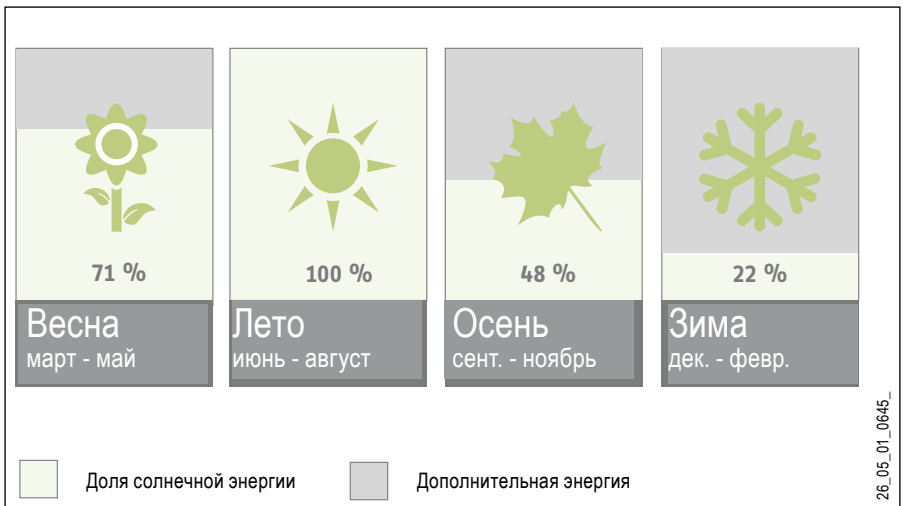 71 %
100 %
48 %
22 %
Весна
март - май
Лето
июнь - август
Осень
сент. - ноябрь
Зима
дек. - февр.
Доля солнечной энергии
Дополнительная энергия
26_05_01_0645_